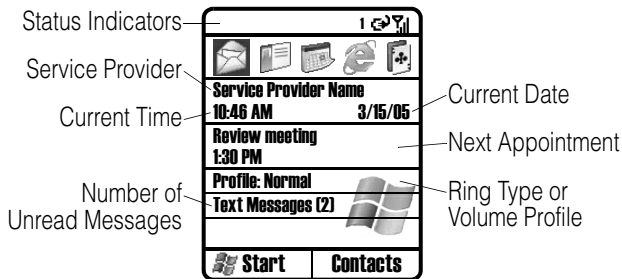 Status Indicators
1
Service Provider
Service Provider Name
Current Time
10:46 AM 3/15/05
Current Date
Review meeting
1:30 PM
Next Appointment
Profile: Normal
Ring Type or
Volume Profile
Number of
Unread Messages
Text Messages (2)
Start Contacts